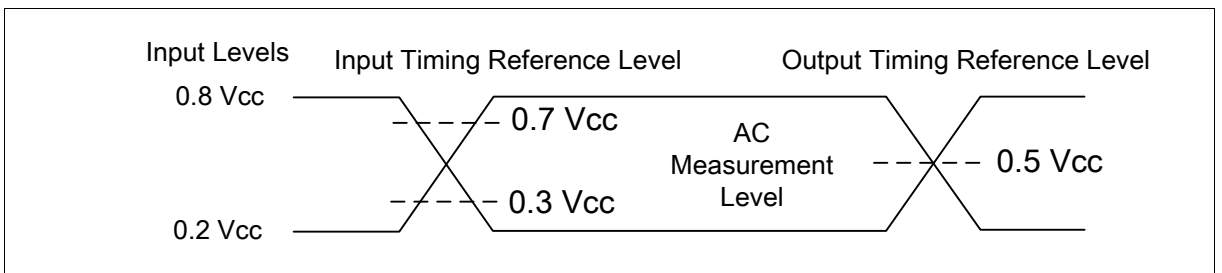 Input Levels
Input Timing Reference Level
Output Timing Reference Level
0.8 Vcc
0.7 Vcc
AC
Measurement
Level
0.5 Vcc
0.3 Vcc
0.2 Vcc